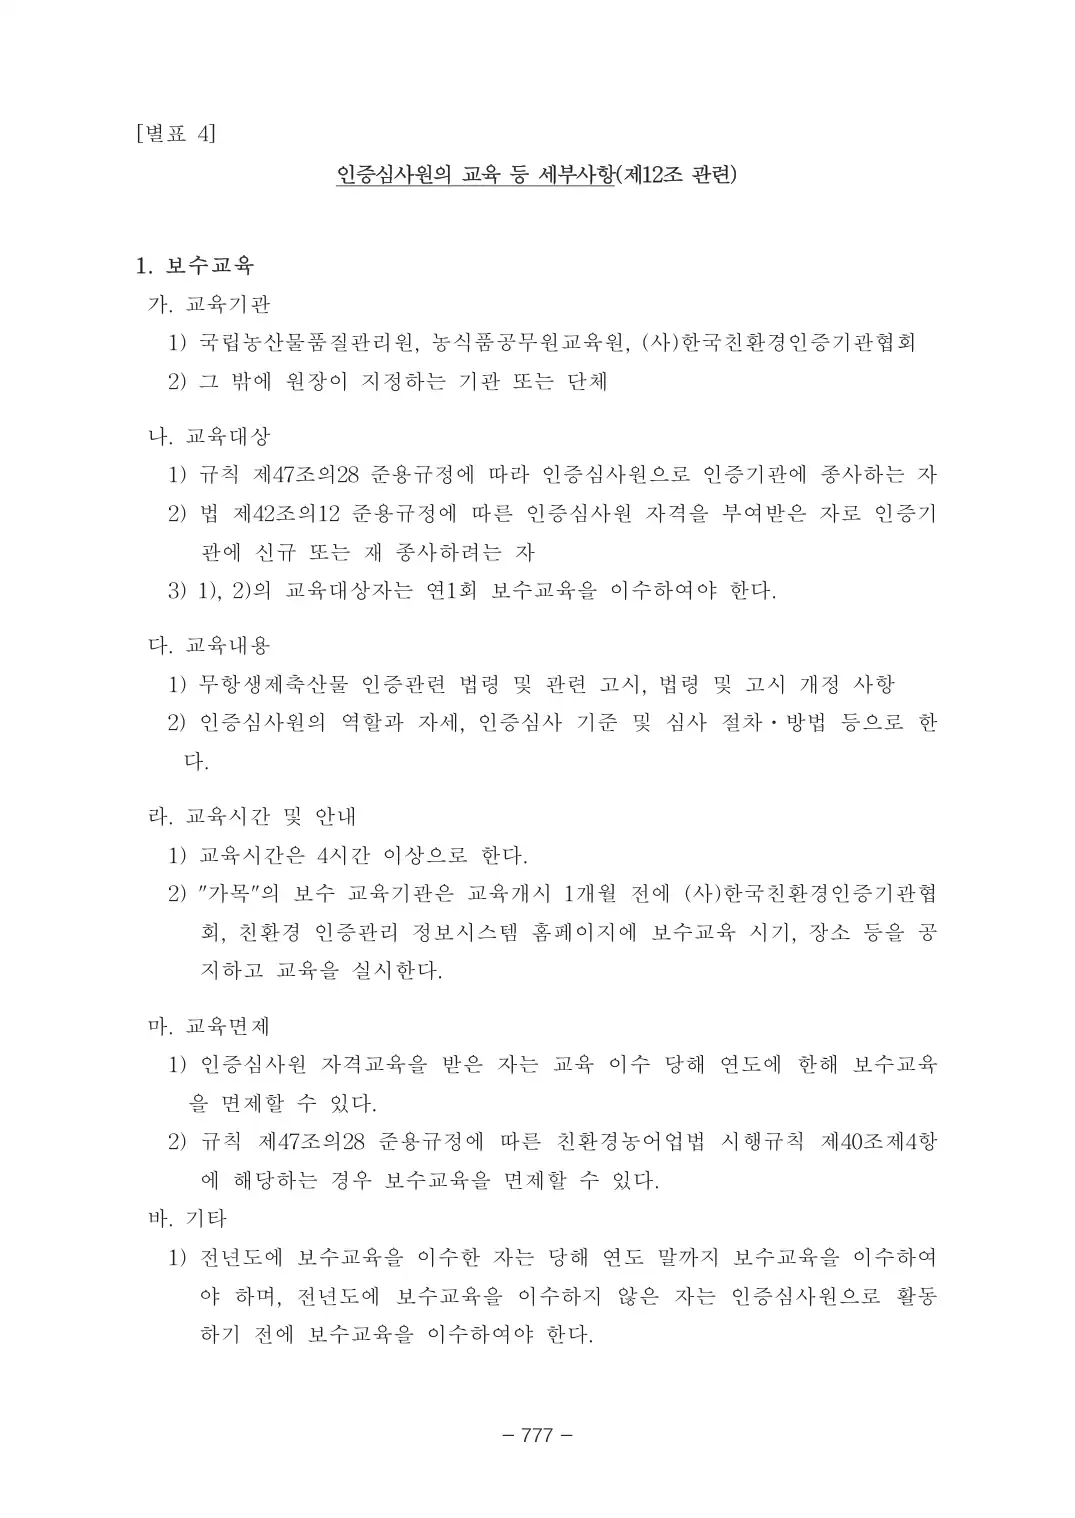 [별표 4]
인증심사원의 교육 등 세부사항(제12조 관련)
1. 보수교육
가. 교육기관
1) 국립농산물품질관리원, 농식품공무원교육원, (사)한국친환경인증기관협회
2) 그 밖에 원장이 지정하는 기관 또는 단체
나. 교육대상
1) 규칙 제47조의28 준용규정에 따라 인증심사원으로 인증기관에 종사하는 자
2) 법 제42조의12 준용규정에 따른 인증심사원 자격을 부여받은 자로 인증기
관에 신규 또는 재 종사하려는 자
3) 1), 2)의 교육대상자는 연1회 보수교육을 이수하여야 한다.
다. 교육내용
1) 무항생제축산물 인증관련 법령 및 관련 고시, 법령 및 고시 개정 사항
2) 인증심사원의 역할과 자세, 인증심사 기준 및 심사 절차・방법 등으로 한
다.
라. 교육시간 및 안내
1) 교육시간은 4시간 이상으로 한다.
2) "가목"의 보수 교육기관은 교육개시 1개월 전에 (사)한국친환경인증기관협
회, 친환경 인증관리 정보시스템 홈페이지에 보수교육 시기, 장소 등을 공
지하고 교육을 실시한다.
마. 교육면제
1) 인증심사원 자격교육을 받은 자는 교육 이수 당해 연도에 한해 보수교육
을 면제할 수 있다.
2) 규칙 제47조의28 준용규정에 따른 친환경농어업법 시행규칙 제40조제4항
에 해당하는 경우 보수교육을 면제할 수 있다.
바. 기타
1) 전년도에 보수교육을 이수한 자는 당해 연도 말까지 보수교육을 이수하여
야 하며, 전년도에 보수교육을 이수하지 않은 자는 인증심사원으로 활동
하기 전에 보수교육을 이수하여야 한다.
- 777 -